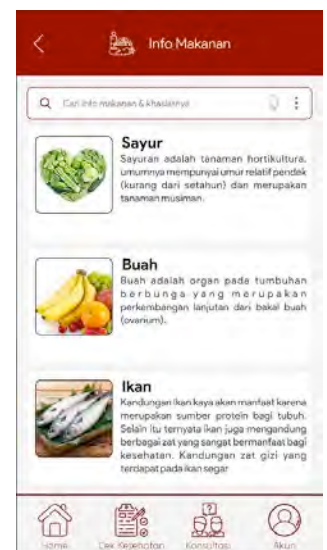 Info Makanan
Cari info makanan & khasiatnya
Sayur
Sayuran adalah tanaman hortikultura,
umumnya mempunyai umur relatif pendek
(kurang dari setahun) dan merupakan
tanaman musiman.
Buah
Buah adalah organ pada tumbuhan
berbunga yang merupakan
perkembangan lanjutan dari bakal buah
(ovarium).
Ikan
Kandungan ikan kaya akan manfaat karena
merupakan sumber protein bagi tubuh.
Selain itu ternyata ikan juga mengandung
berbagai zat yang sangat bermanfaat bagi
kesehatan. Kandungan zat gizi yang
terdapat pada ikan segar
Home Cek Kesehatan Konsultasi Akun